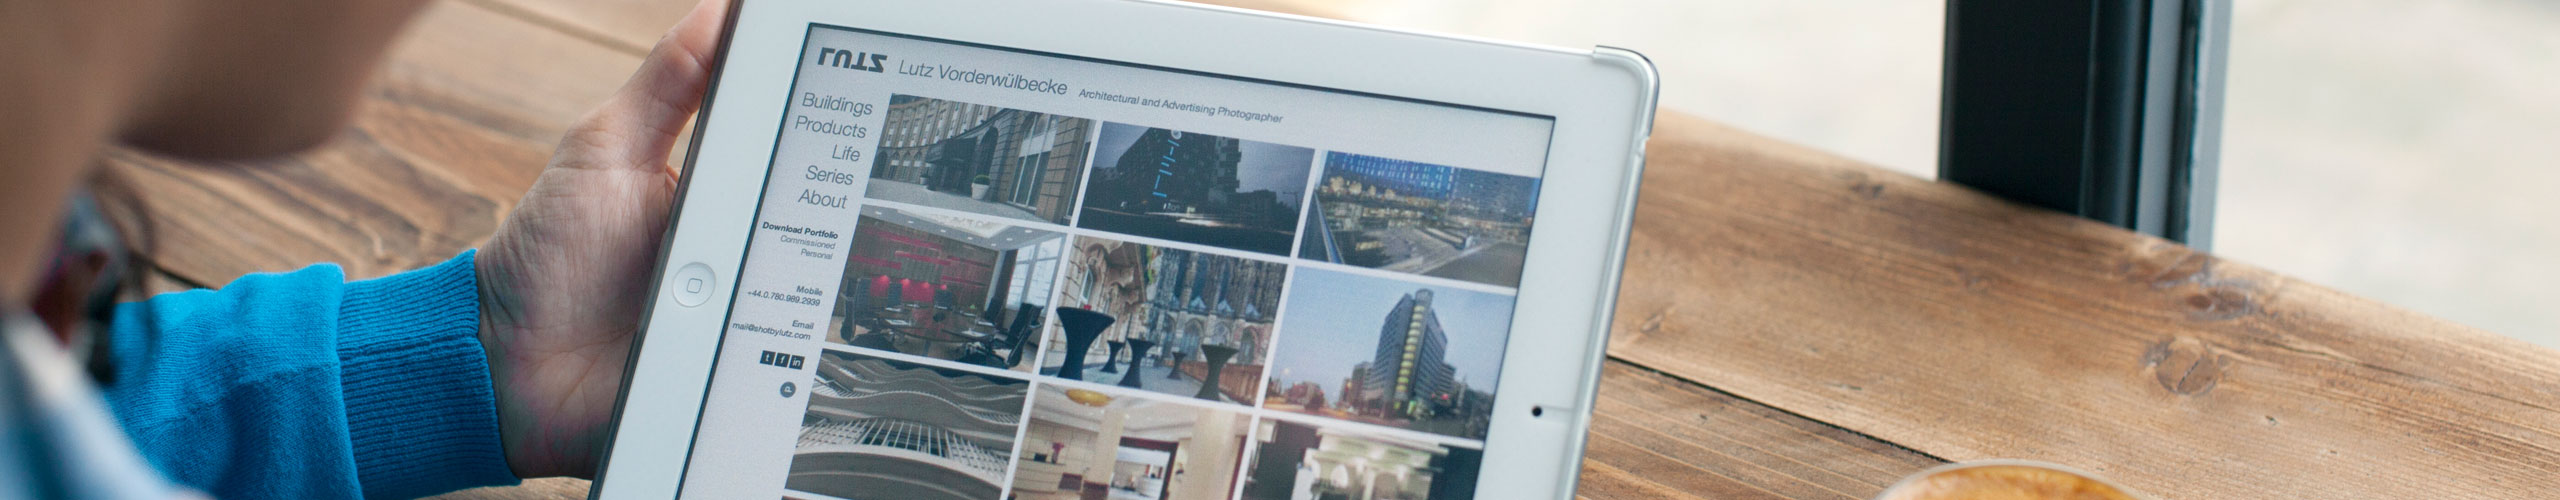 LUTZ
Lutz Vorderwülbecke
Architectural and Advertising Photographer
Buildings
Products
Life
Series
About
Download Portfolio
Commissioned
Personal
Mobile
+44.0.780.989.2939
Email
mail@shotbylutz.com
t f in